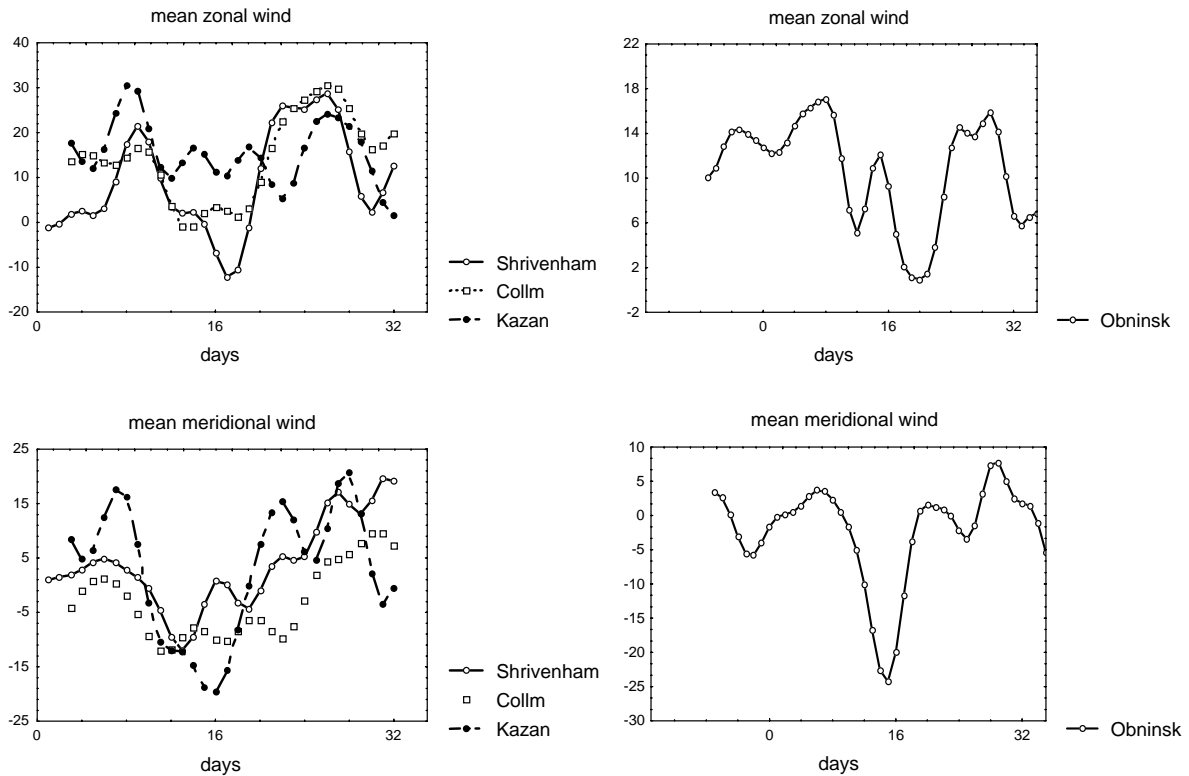 mean zonal wind
40
30
20
10
0
-10
-20
0
16
32
days
Shrivenham
Collm
Kazan
mean zonal wind
22
18
14
10
6
2
-2
0
16
32
days
Obninsk
mean meridional wind
25
15
5
-5
-15
-25
0
16
32
days
Shrivenham
Collm
Kazan
mean meridional wind
10
5
0
-5
-10
-15
-20
-25
-30
0
16
32
days
Obninsk